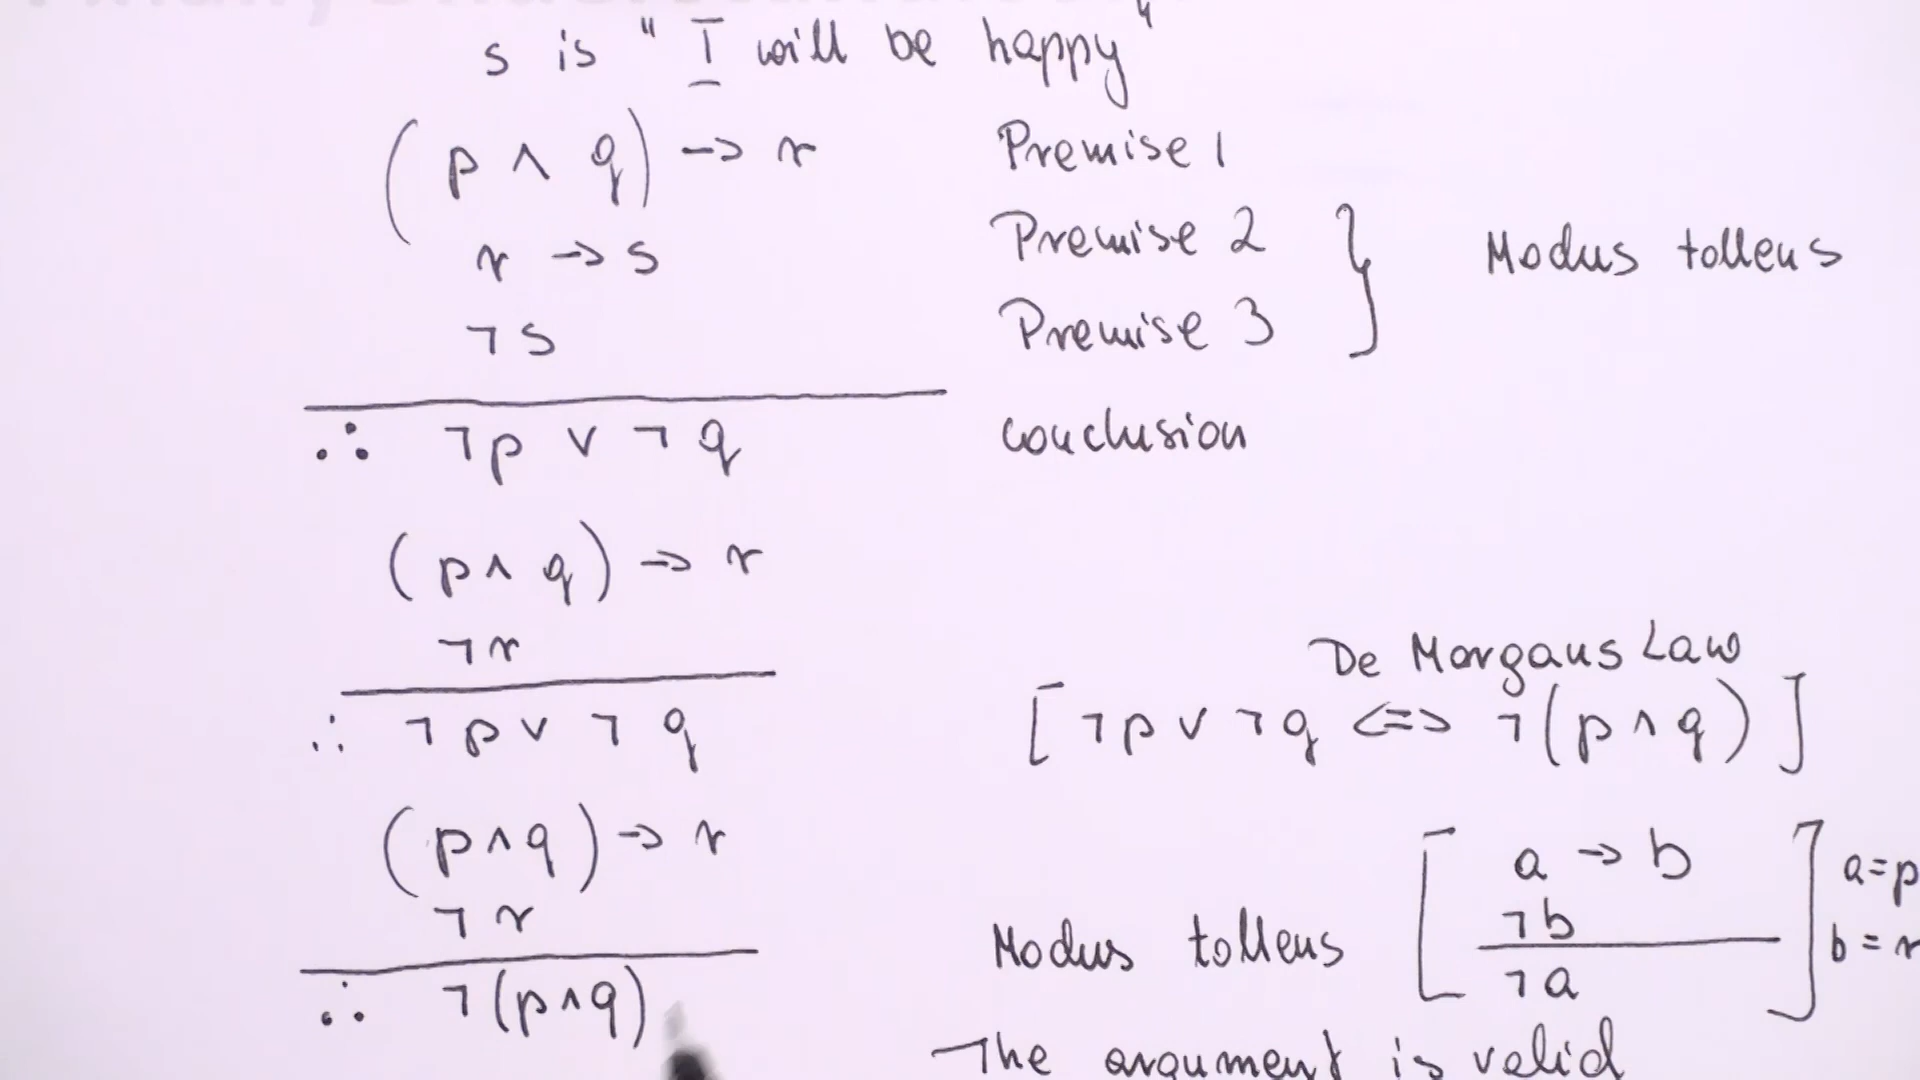 s is " I will be happy"
(p ∧ q) → r Premise 1
r → s Premise 2 } Modus tollens
¬s Premise 3
∴ ¬p ∨ ¬q conclusion
(p ∧ q) → r
¬r
De Morgans Law
∴ ¬p ∨ ¬q [¬p ∨ ¬q <=> ¬(p ∧ q)]
(p ∧ q) → r
¬r
∴ ¬(p ∧ q)
Modus tollens
a → b
¬b
¬a
a = p
b = r
The argument is valid